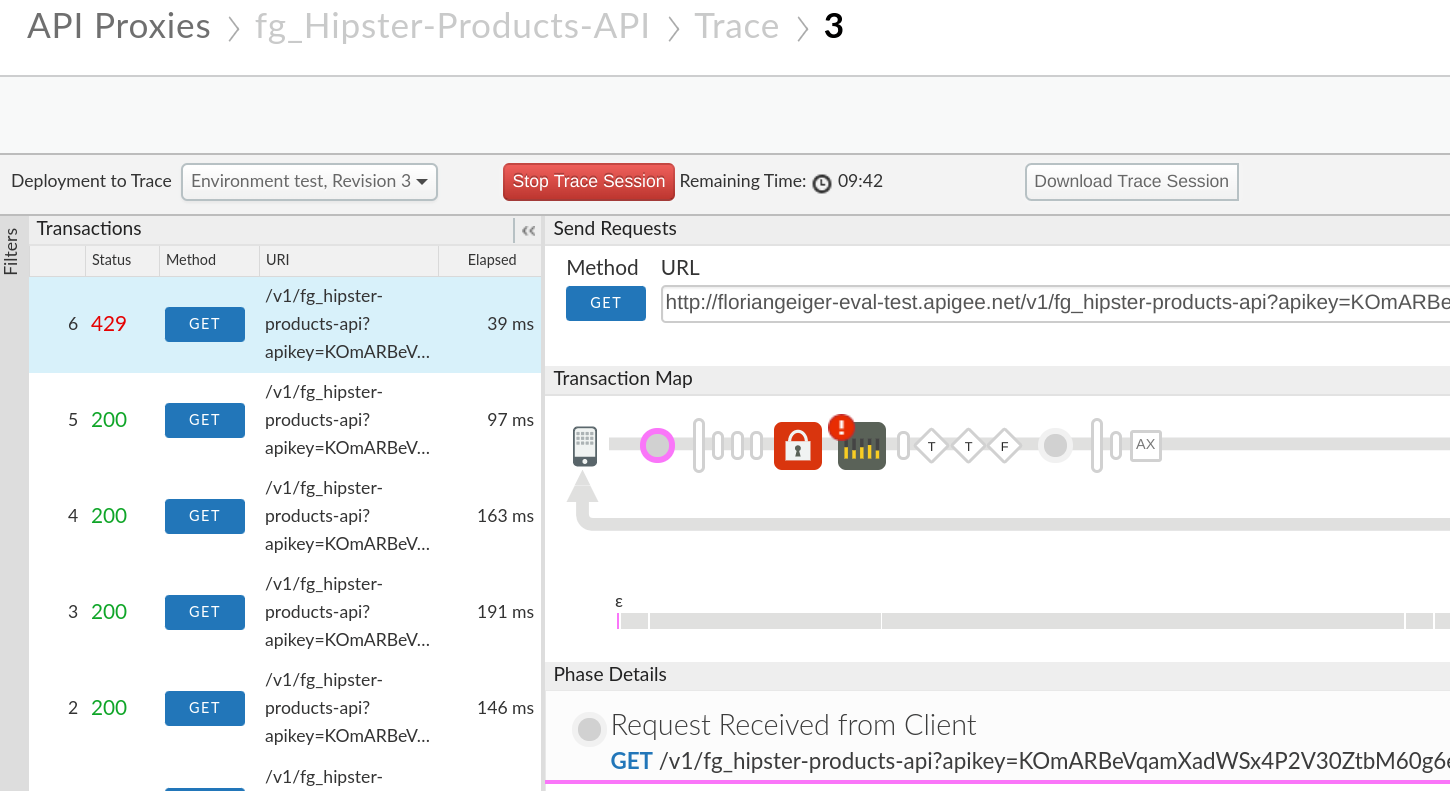 API Proxies > fg_Hipster-Products-API > Trace > 3
Deployment to Trace Environment test, Revision 3 Stop Trace Session Remaining Time: 09:42 Download Trace Session
Filters
Transactions «
Status Method URI Elapsed
6 429 GET /v1/fg_hipster-
products-api?
apikey=KOmARBeV... 39 ms
5 200 GET /v1/fg_hipster-
products-api?
apikey=KOmARBeV... 97 ms
4 200 GET /v1/fg_hipster-
products-api?
apikey=KOmARBeV... 163 ms
3 200 GET /v1/fg_hipster-
products-api?
apikey=KOmARBeV... 191 ms
2 200 GET /v1/fg_hipster-
products-api?
apikey=KOmARBeV... 146 ms
/v1/fg_hipster-
Send Requests
Method URL
GET http://floriangeiger-eval-test.apigee.net/v1/fg_hipster-products-api?apikey=KOmARBe
Transaction Map
! T T F AX
ε
Phase Details
Request Received from Client
GET /v1/fg_hipster-products-api?apikey=KOmARBeVqamXadWSx4P2V30ZtbM60g6e